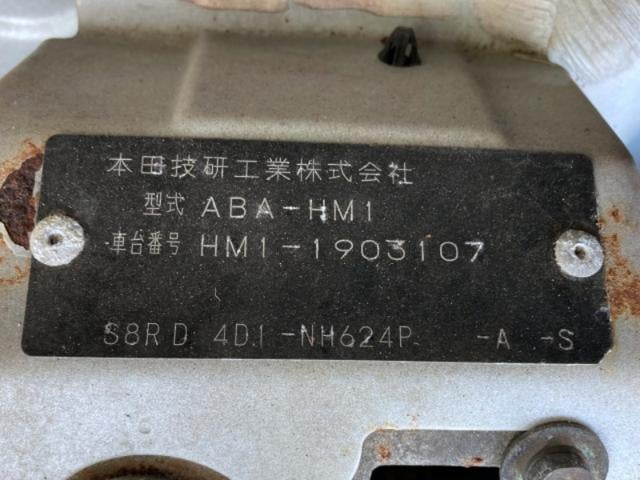 本田技研工業株式会社
型式 ABA-HM1
車台番号 HM1-1903107
S8RD 4D1-NH624P -A -S